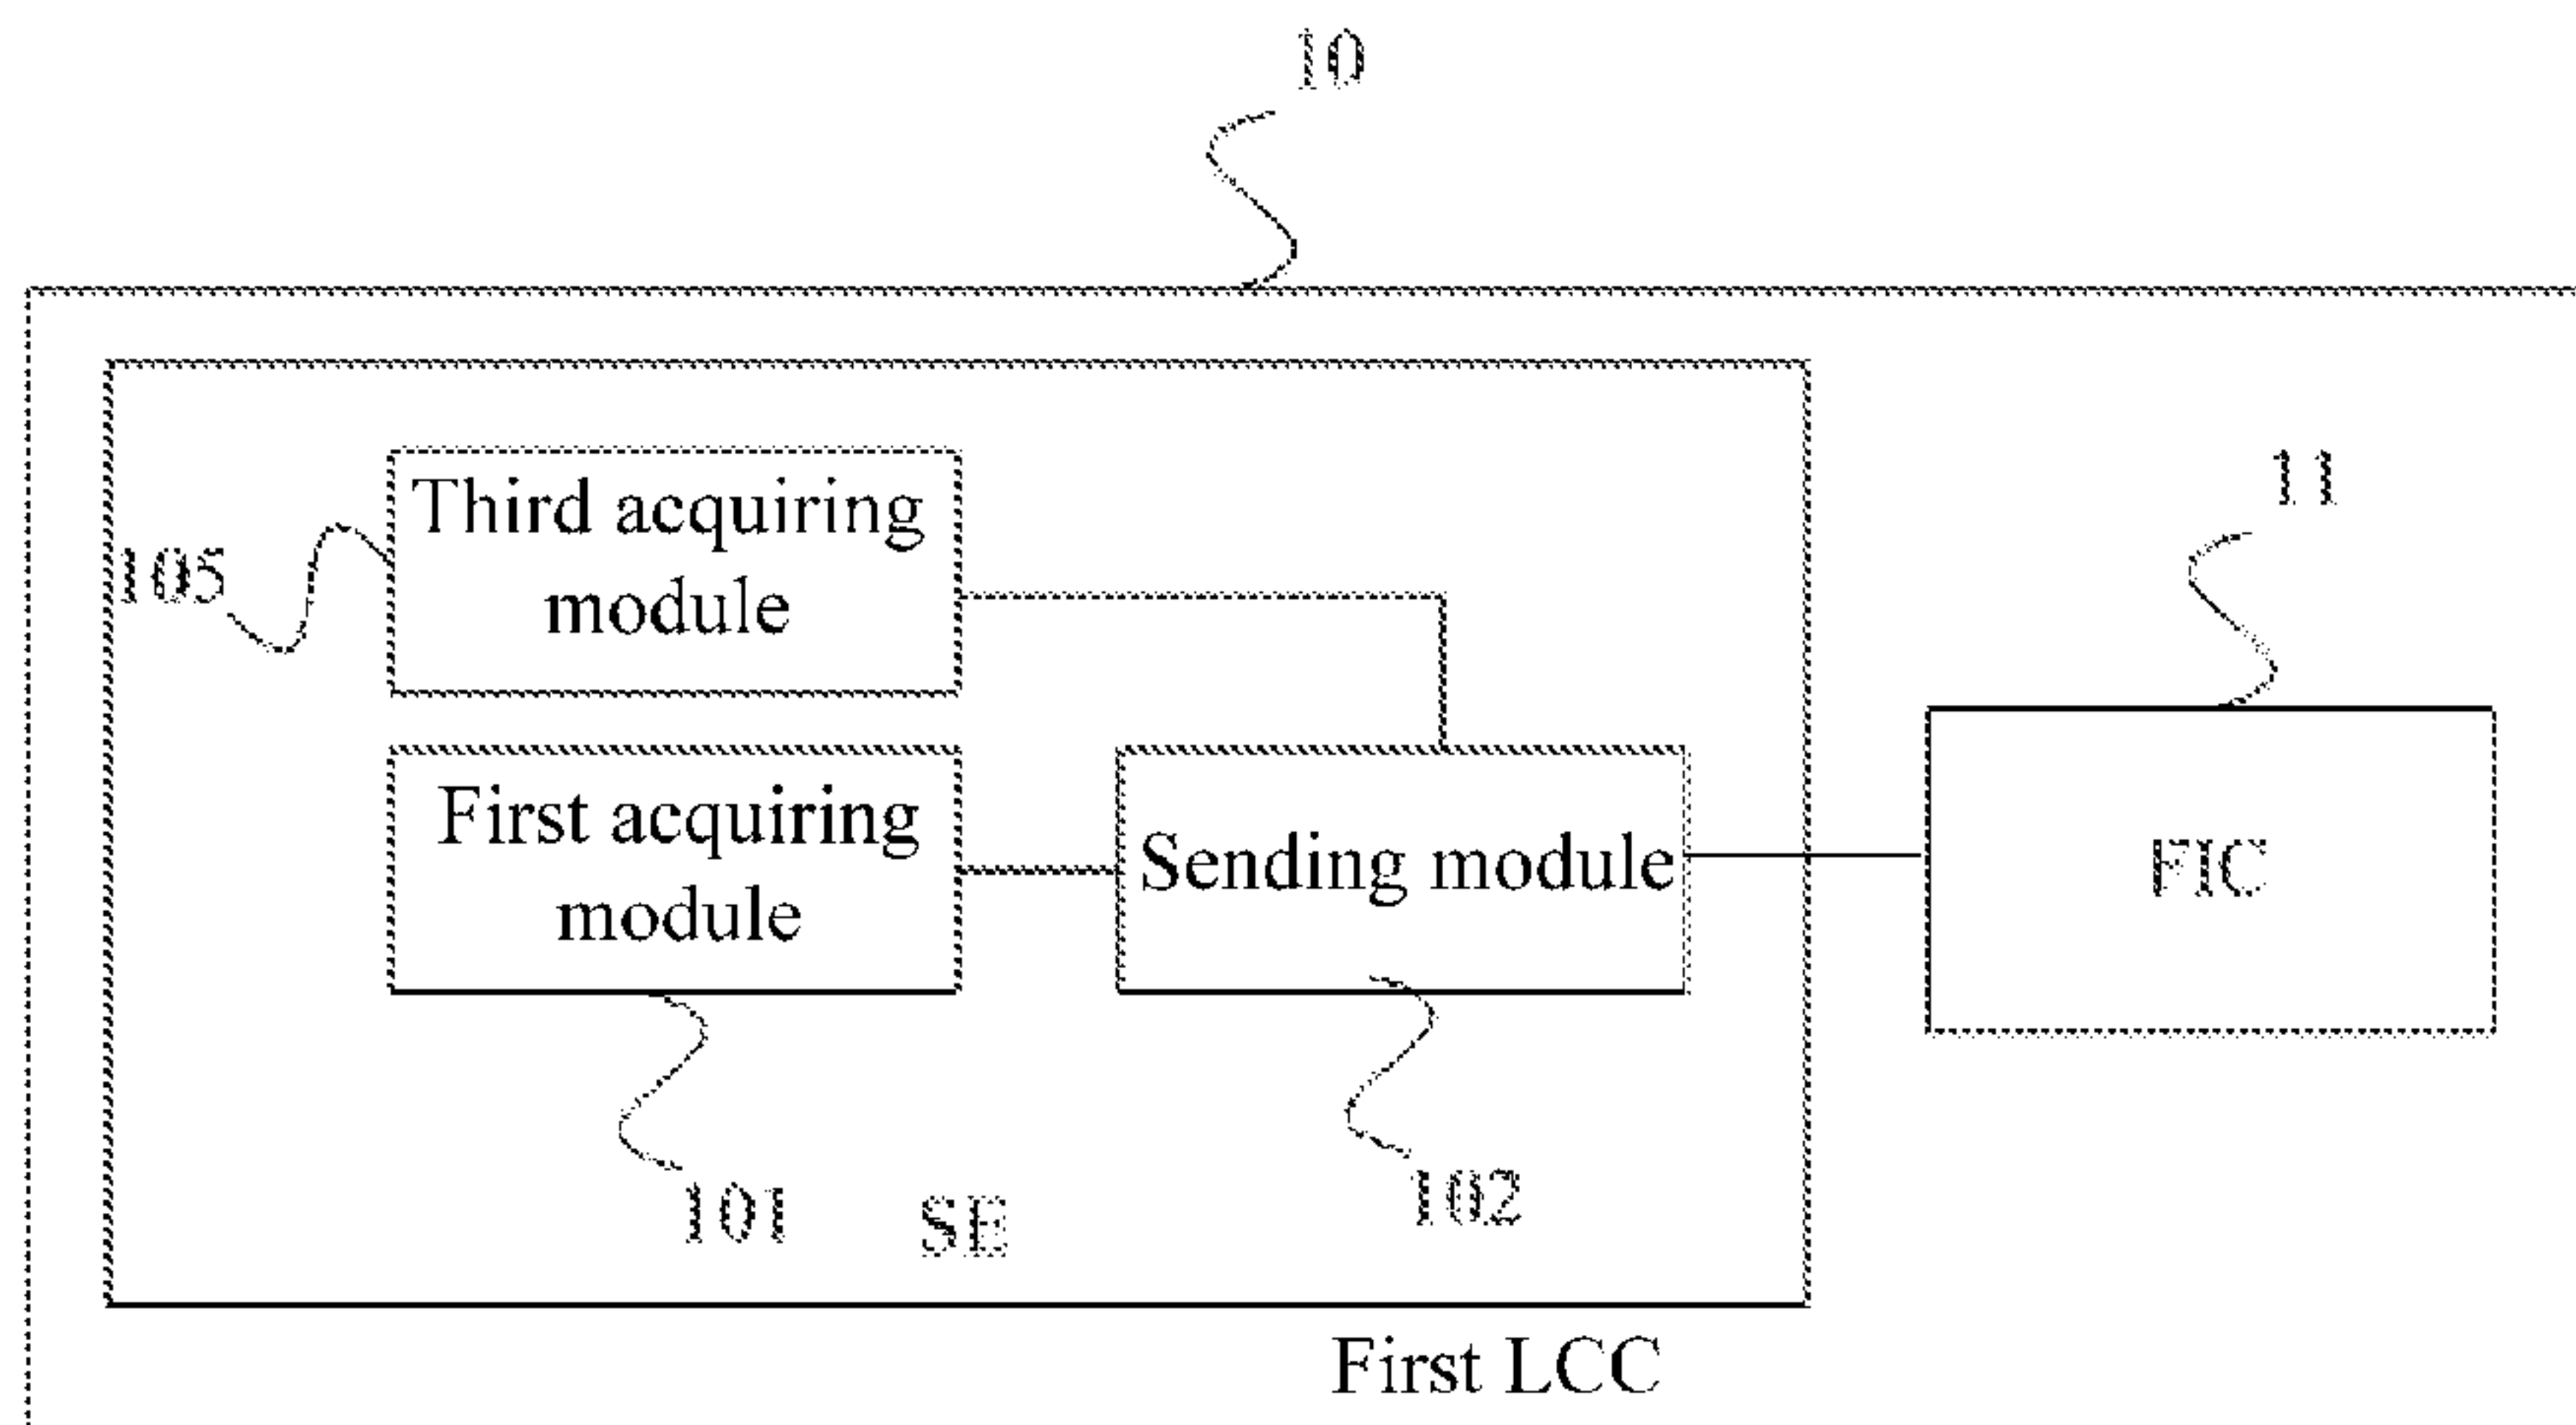 10
Third acquiring
module
105
11
First acquiring
module
Sending module
FIC
101
SE
102
First LCC